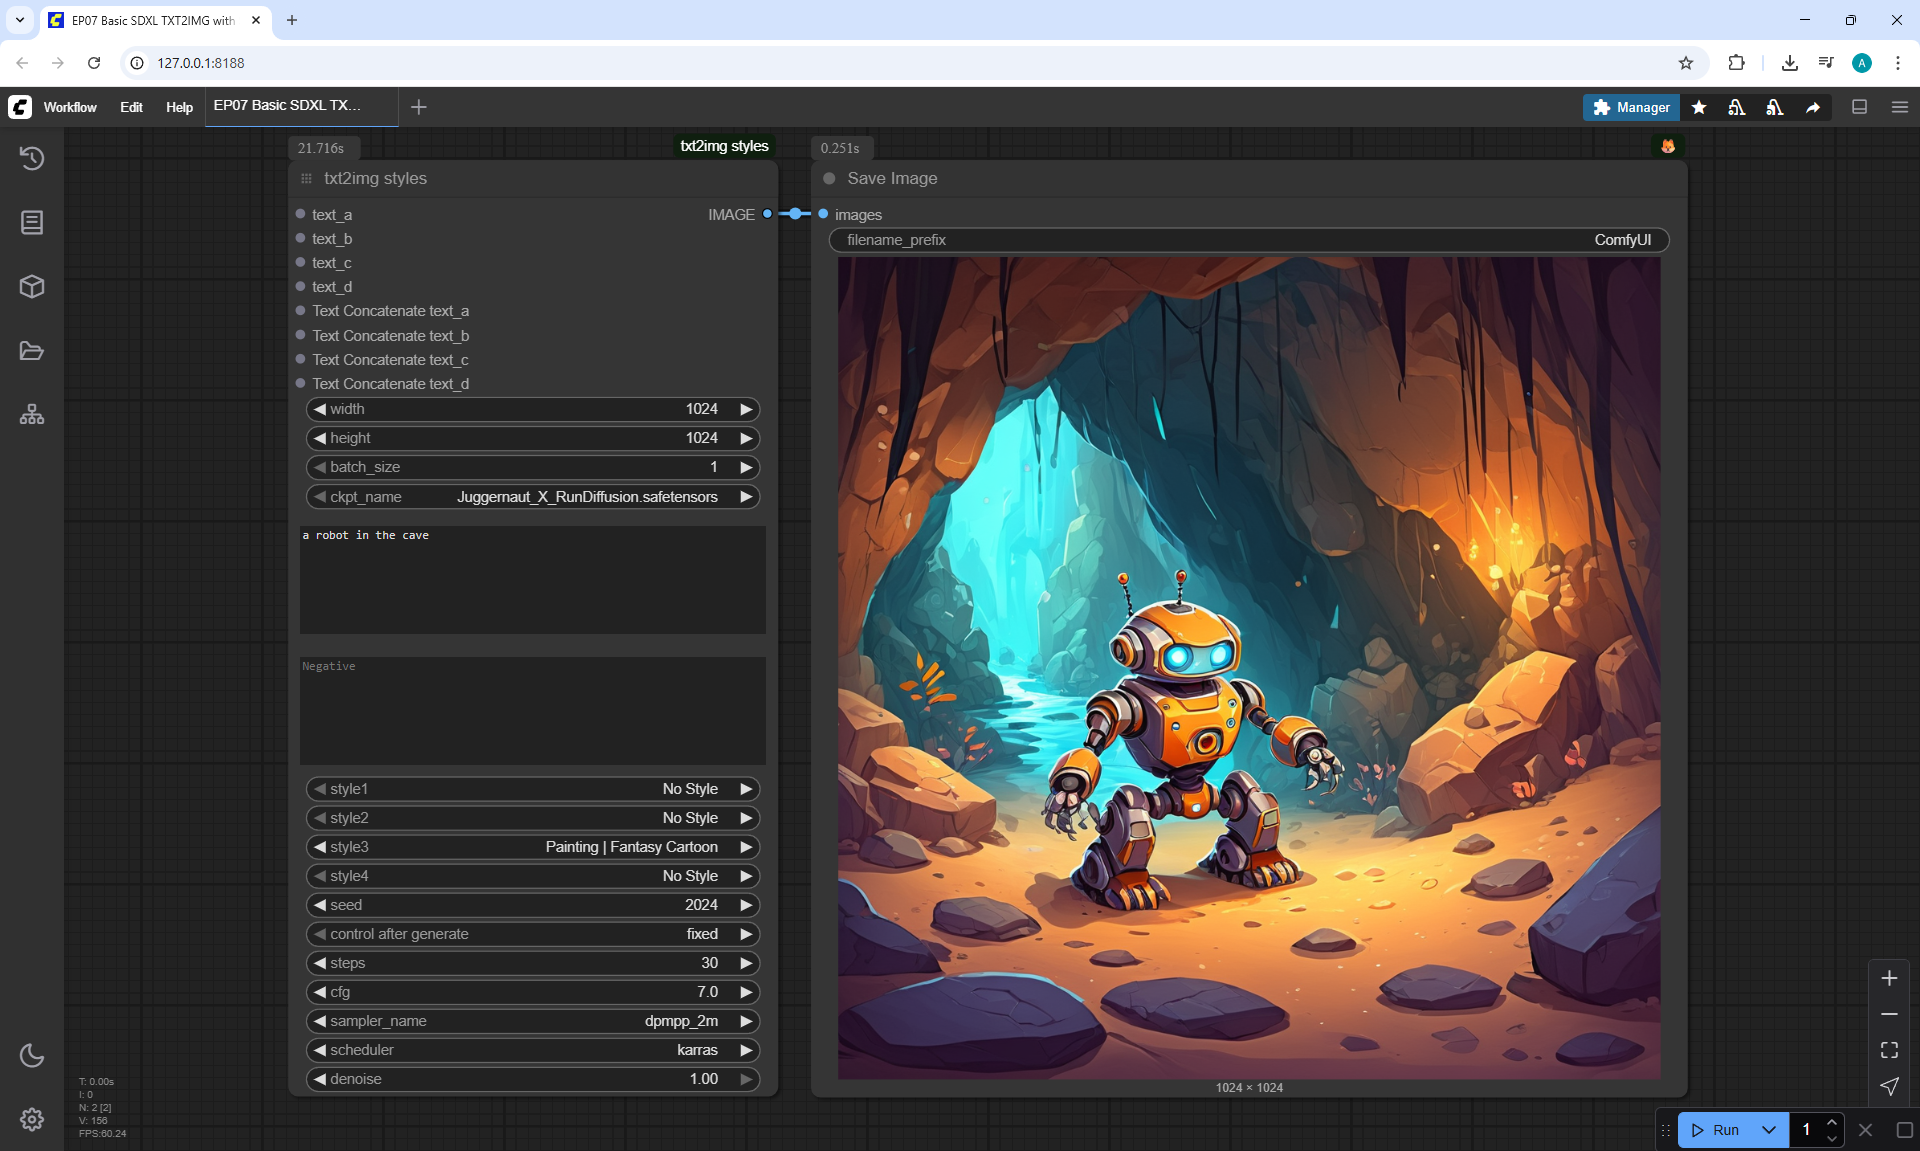 EP07 Basic SDXL TXT2IMG with
127.0.0.1:8188
A
Workflow Edit Help EP07 Basic SDXL TX...
Manager
21.716s
txt2img styles
0.251s
txt2img styles
Save Image
text_a
IMAGE
images
text_b
filename_prefix ComfyUI
text_c
text_d
Text Concatenate text_a
Text Concatenate text_b
Text Concatenate text_c
Text Concatenate text_d
width 1024
height 1024
batch_size 1
ckpt_name Juggernaut_X_RunDiffusion.safetensors
a robot in the cave
Negative
style1 No Style
style2 No Style
style3 Painting | Fantasy Cartoon
style4 No Style
seed 2024
control after generate fixed
steps 30
cfg 7.0
sampler_name dpmpp_2m
scheduler karras
denoise 1.00
1024 × 1024
T: 0.00s
I: 0
N: 2 [2]
V: 156
FPS:60.24
Run 1